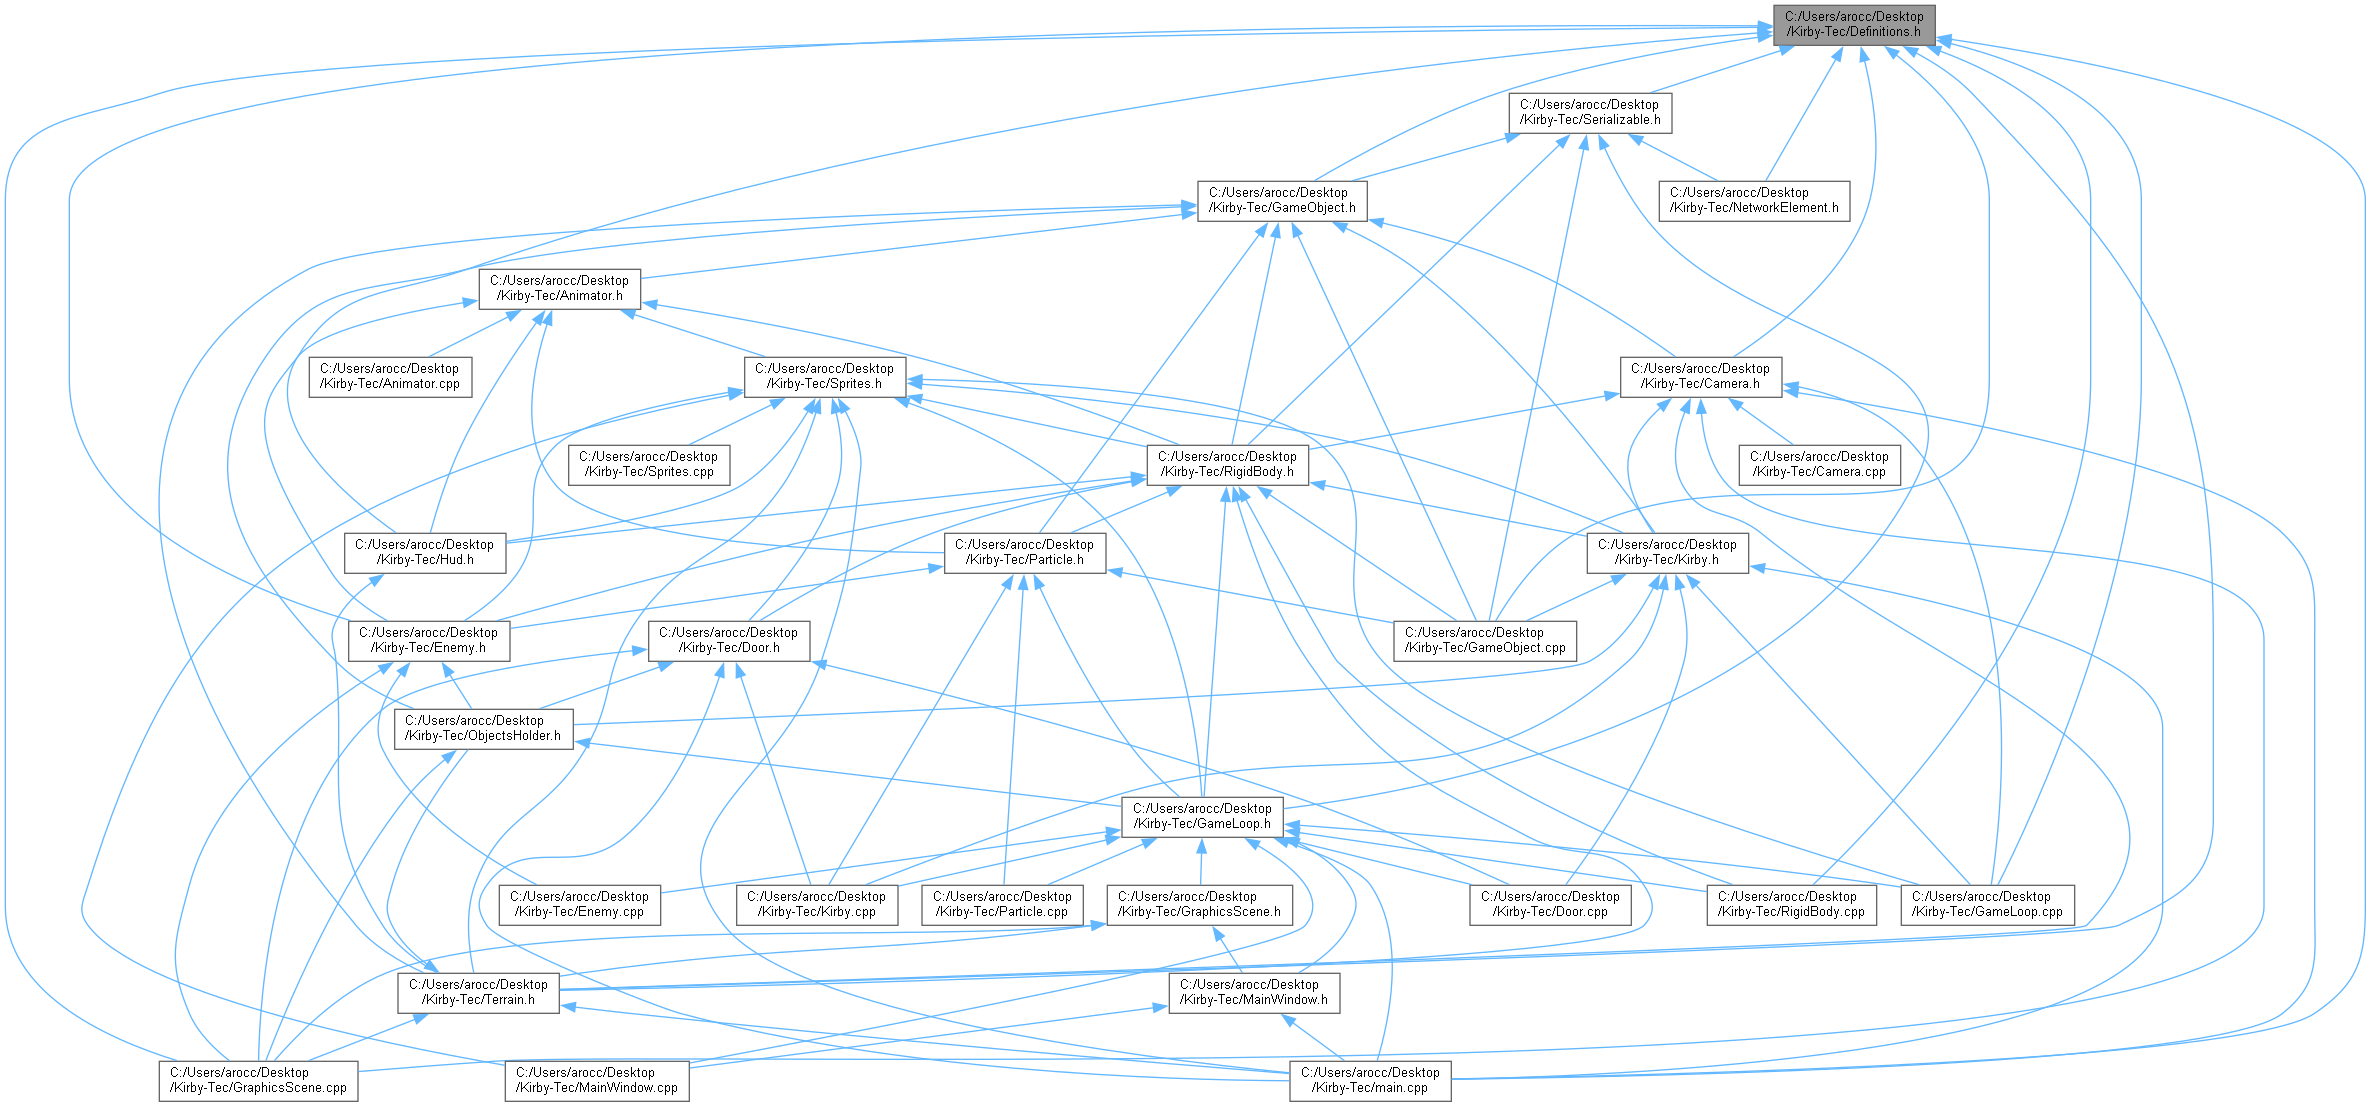 C:/Users/arocc/Desktop
/Kirby-Tec/Definitions.h
C:/Users/arocc/Desktop
/Kirby-Tec/Serializable.h
C:/Users/arocc/Desktop
/Kirby-Tec/GameObject.h
C:/Users/arocc/Desktop
/Kirby-Tec/NetworkElement.h
C:/Users/arocc/Desktop
/Kirby-Tec/Animator.h
C:/Users/arocc/Desktop
/Kirby-Tec/Animator.cpp
C:/Users/arocc/Desktop
/Kirby-Tec/Sprites.h
C:/Users/arocc/Desktop
/Kirby-Tec/Camera.h
C:/Users/arocc/Desktop
/Kirby-Tec/Sprites.cpp
C:/Users/arocc/Desktop
/Kirby-Tec/RigidBody.h
C:/Users/arocc/Desktop
/Kirby-Tec/Camera.cpp
C:/Users/arocc/Desktop
/Kirby-Tec/Hud.h
C:/Users/arocc/Desktop
/Kirby-Tec/Particle.h
C:/Users/arocc/Desktop
/Kirby-Tec/Kirby.h
C:/Users/arocc/Desktop
/Kirby-Tec/Enemy.h
C:/Users/arocc/Desktop
/Kirby-Tec/Door.h
C:/Users/arocc/Desktop
/Kirby-Tec/GameObject.cpp
C:/Users/arocc/Desktop
/Kirby-Tec/ObjectsHolder.h
C:/Users/arocc/Desktop
/Kirby-Tec/GameLoop.h
C:/Users/arocc/Desktop
/Kirby-Tec/Enemy.cpp
C:/Users/arocc/Desktop
/Kirby-Tec/Kirby.cpp
C:/Users/arocc/Desktop
/Kirby-Tec/Particle.cpp
C:/Users/arocc/Desktop
/Kirby-Tec/GraphicsScene.h
C:/Users/arocc/Desktop
/Kirby-Tec/Door.cpp
C:/Users/arocc/Desktop
/Kirby-Tec/RigidBody.cpp
C:/Users/arocc/Desktop
/Kirby-Tec/GameLoop.cpp
C:/Users/arocc/Desktop
/Kirby-Tec/Terrain.h
C:/Users/arocc/Desktop
/Kirby-Tec/MainWindow.h
C:/Users/arocc/Desktop
/Kirby-Tec/GraphicsScene.cpp
C:/Users/arocc/Desktop
/Kirby-Tec/MainWindow.cpp
C:/Users/arocc/Desktop
/Kirby-Tec/main.cpp